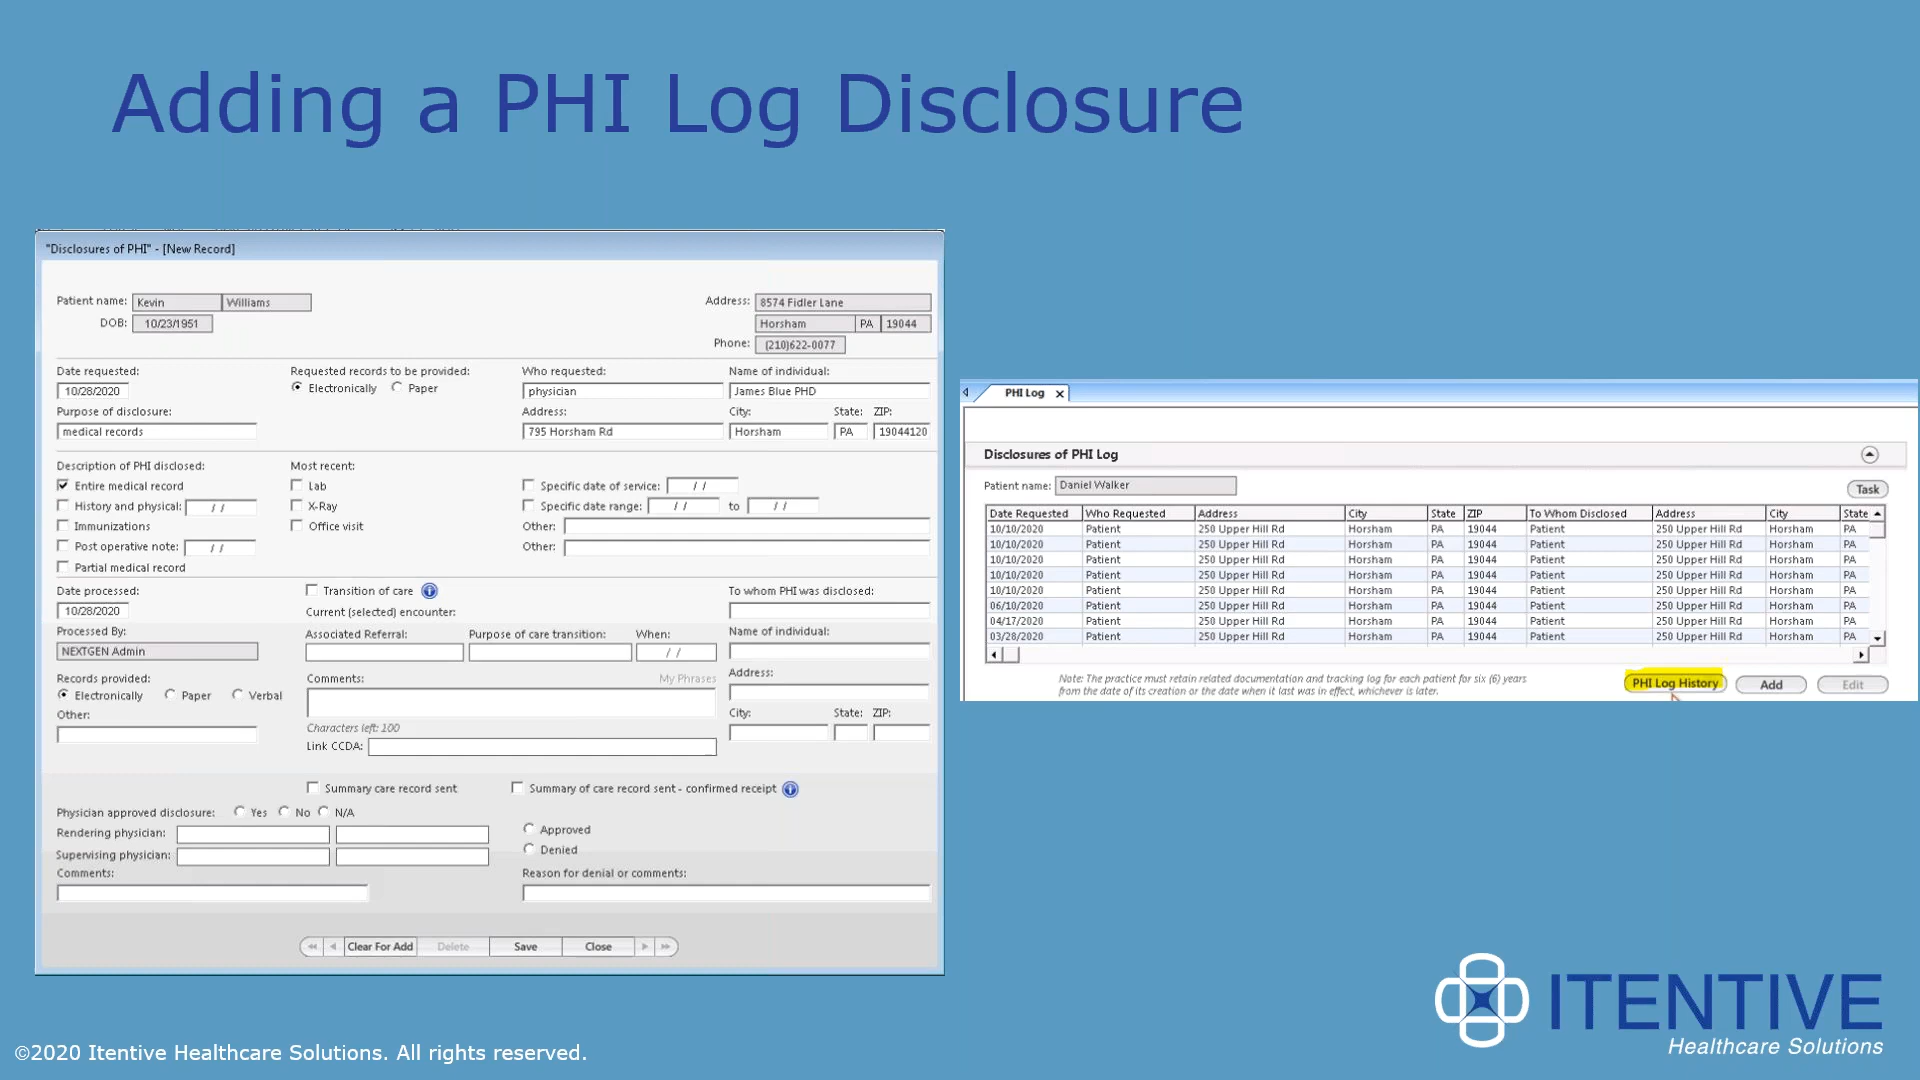 Adding a PHI Log Disclosure
"Disclosures of PHI" - [New Record]
Patient name: Kevin Williams Address: 8574 Fidler Lane
DOB: 10/23/1951 Horsham PA 19044
Phone: (210)622-0077
Date requested: Requested records to be provided: Who requested: Name of individual:
10/28/2020 Electronically Paper physician James Blue PHD
Purpose of disclosure: Address: City: State: ZIP:
medical records 795 Horsham Rd Horsham PA 19044120
Description of PHI disclosed: Most recent:
Entire medical record Lab Specific date of service: / /
History and physical: / / X-Ray Specific date range: / / to / /
Immunizations Office visit Other:
Post operative note: / / Other:
Partial medical record
Date processed: Transition of care To whom PHI was disclosed:
10/28/2020 Current (selected) encounter:
Processed By: Associated Referral: Purpose of care transition: When: Name of individual:
NEXTGEN Admin / /
Records provided: Comments: My Phrases Address:
Electronically Paper Verbal
Other: City: State: ZIP:
Characters left: 100
Link CCDA:
Summary care record sent Summary of care record sent - confirmed receipt
Physician approved disclosure: Yes No N/A
Rendering physician: Approved
Supervising physician: Denied
Comments: Reason for denial or comments:
Clear For Add Delete Save Close
PHI Log x
Disclosures of PHI Log
Patient name: Daniel Walker
Task
Date Requested Who Requested Address City State ZIP To Whom Disclosed Address City State
10/10/2020 Patient 250 Upper Hill Rd Horsham PA 19044 Patient 250 Upper Hill Rd Horsham PA
10/10/2020 Patient 250 Upper Hill Rd Horsham PA 19044 Patient 250 Upper Hill Rd Horsham PA
10/10/2020 Patient 250 Upper Hill Rd Horsham PA 19044 Patient 250 Upper Hill Rd Horsham PA
10/10/2020 Patient 250 Upper Hill Rd Horsham PA 19044 Patient 250 Upper Hill Rd Horsham PA
10/10/2020 Patient 250 Upper Hill Rd Horsham PA 19044 Patient 250 Upper Hill Rd Horsham PA
06/10/2020 Patient 250 Upper Hill Rd Horsham PA 19044 Patient 250 Upper Hill Rd Horsham PA
04/17/2020 Patient 250 Upper Hill Rd Horsham PA 19044 Patient 250 Upper Hill Rd Horsham PA
03/28/2020 Patient 250 Upper Hill Rd Horsham PA 19044 Patient 250 Upper Hill Rd Horsham PA
Note: The practice must retain related documentation and tracking log for each patient for six (6) years
from the date of its creation or the date when it last was in effect, whichever is later.
PHI Log History Add Edit
ITENTIVE
Healthcare Solutions
©2020 Itentive Healthcare Solutions. All rights reserved.